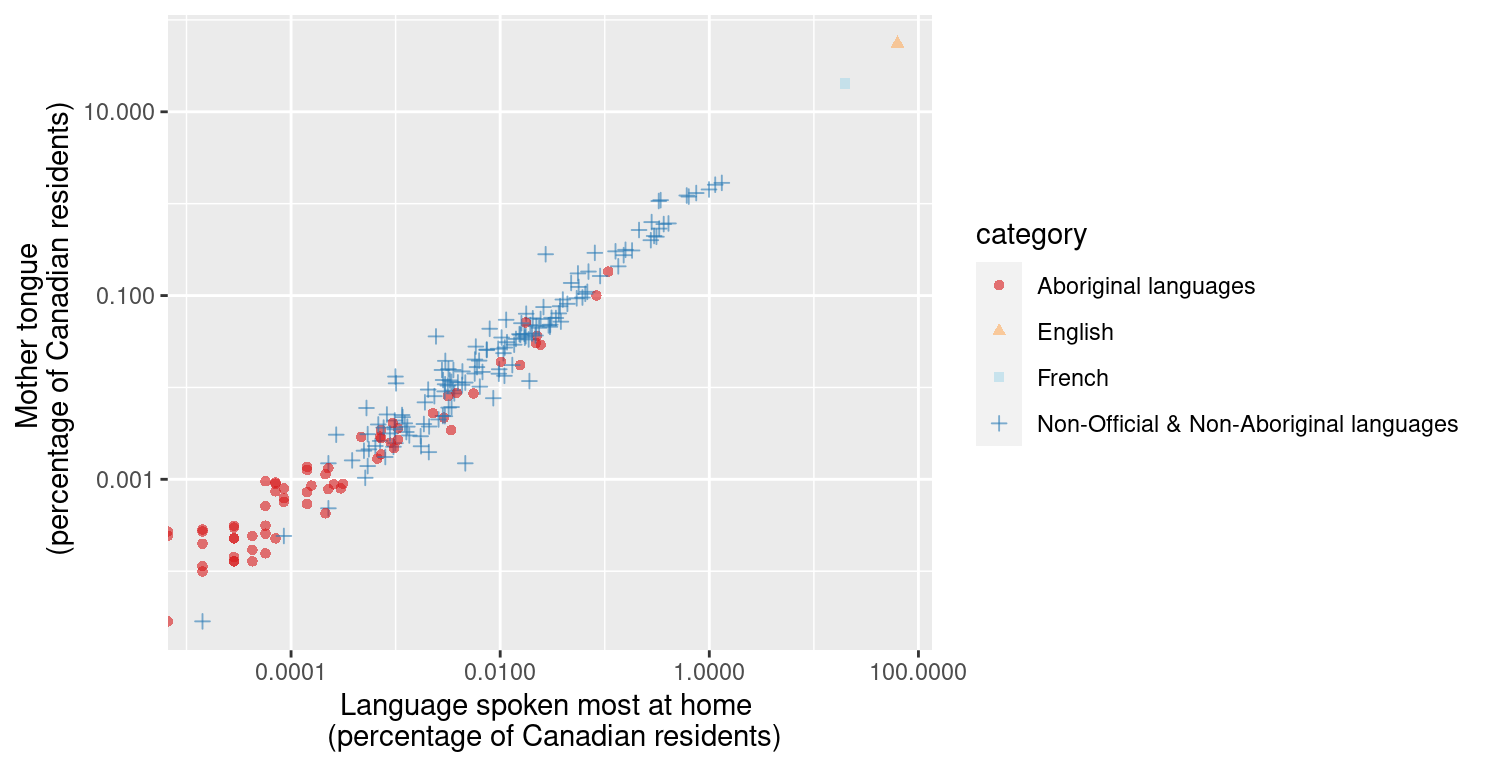 10.000
0.100
0.001
Mother tongue
(percentage of Canadian residents)
0.0001
0.0100
1.0000
100.0000
Language spoken most at home
(percentage of Canadian residents)
category
Aboriginal languages
English
French
Non-Official & Non-Aboriginal languages